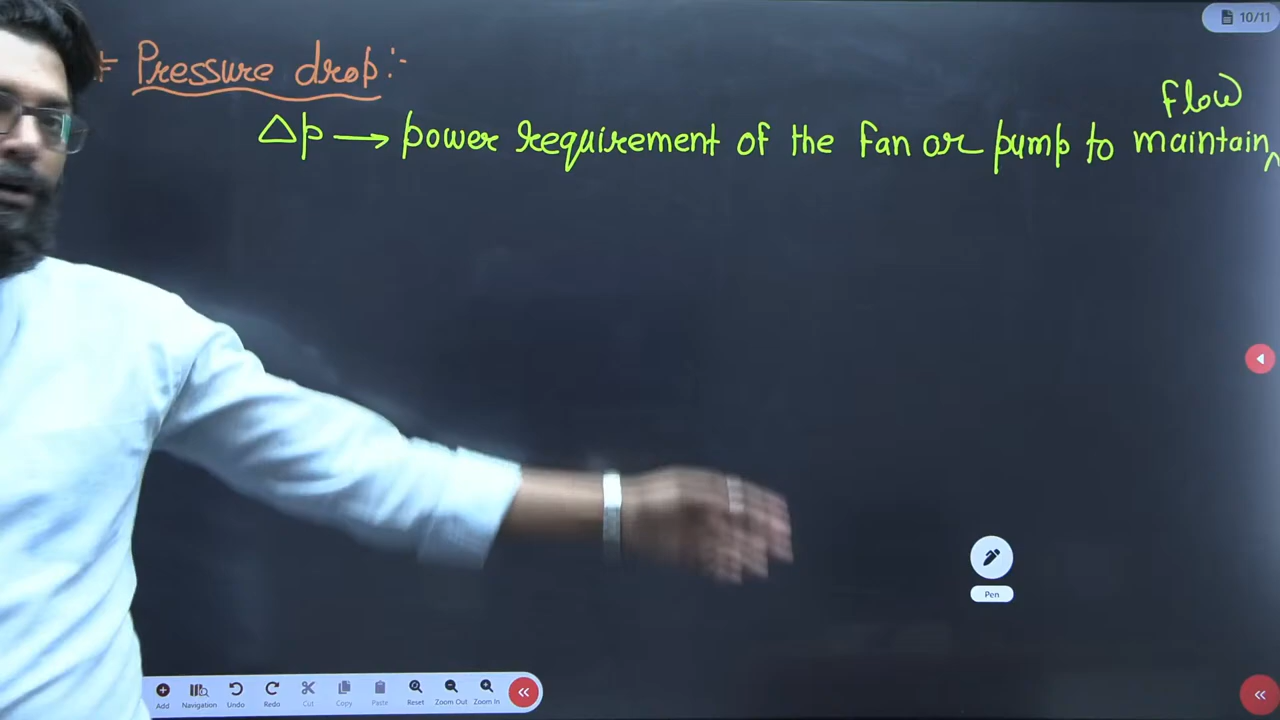 10/11
Pressure drop:-
flow
Δp → power requirement of the fan or pump to maintain ^
Pen
Add Navigation Undo Redo Cut Copy Paste Reset Zoom Out Zoom In